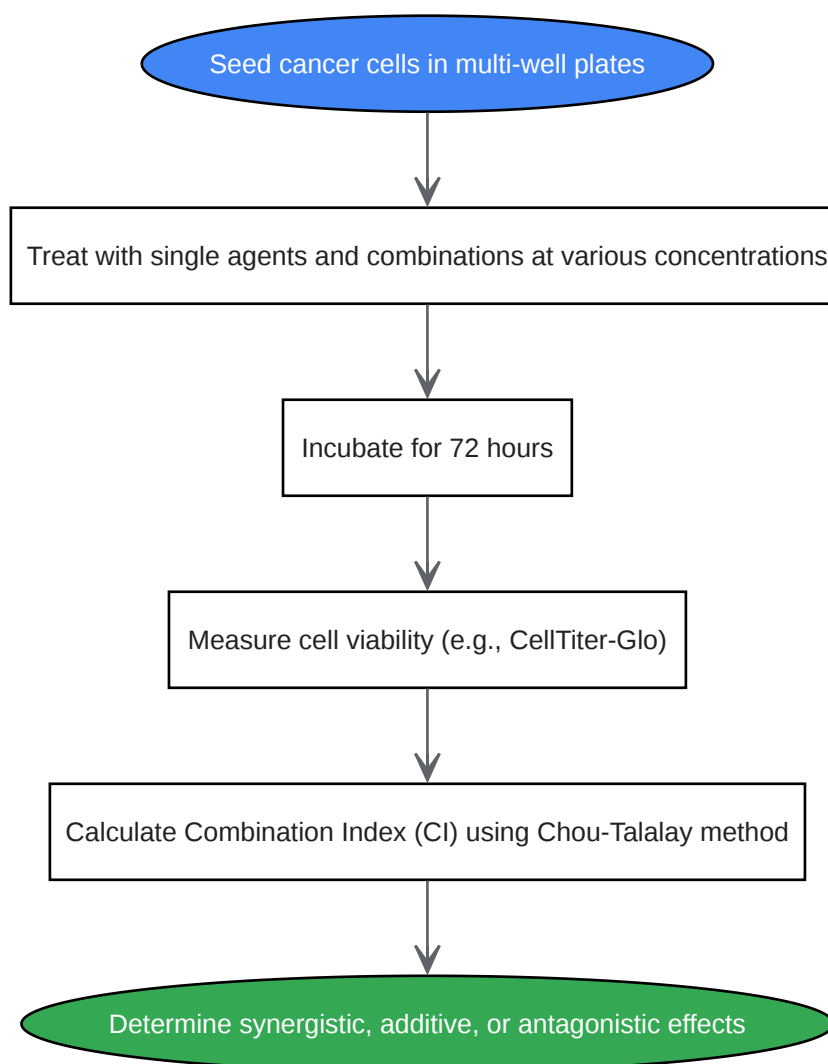 Seed cancer cells in multi-well plates
Treat with single agents and combinations at various concentrations
Incubate for 72 hours
Measure cell viability (e.g., CellTiter-Glo)
Calculate Combination Index (CI) using Chou-Talalay method
Determine synergistic, additive, or antagonistic effects